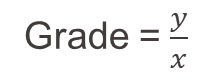 Grade = y/x